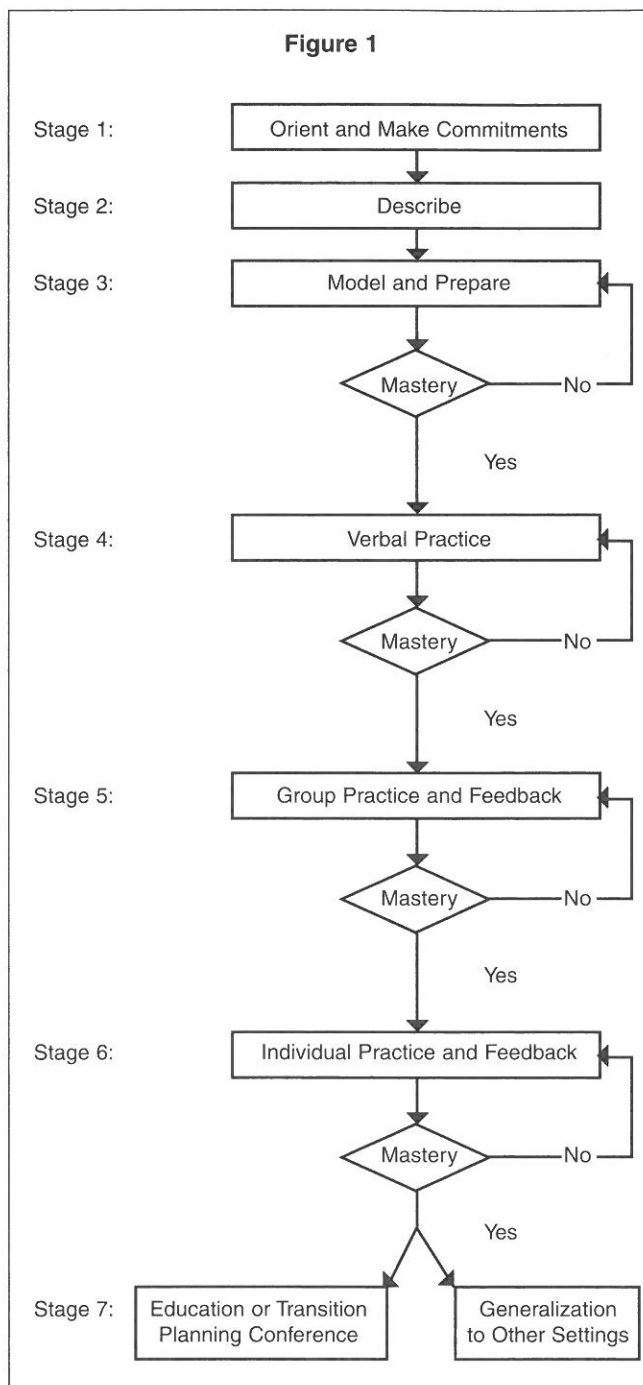 Figure 1
Stage 1: Orient and Make Commitments
Stage 2: Describe
Stage 3: Model and Prepare
Mastery No
Yes
Stage 4: Verbal Practice
Mastery No
Yes
Stage 5: Group Practice and Feedback
Mastery No
Yes
Stage 6: Individual Practice and Feedback
Mastery No
Yes
Stage 7: Education or Transition
Planning Conference
Generalization
to Other Settings